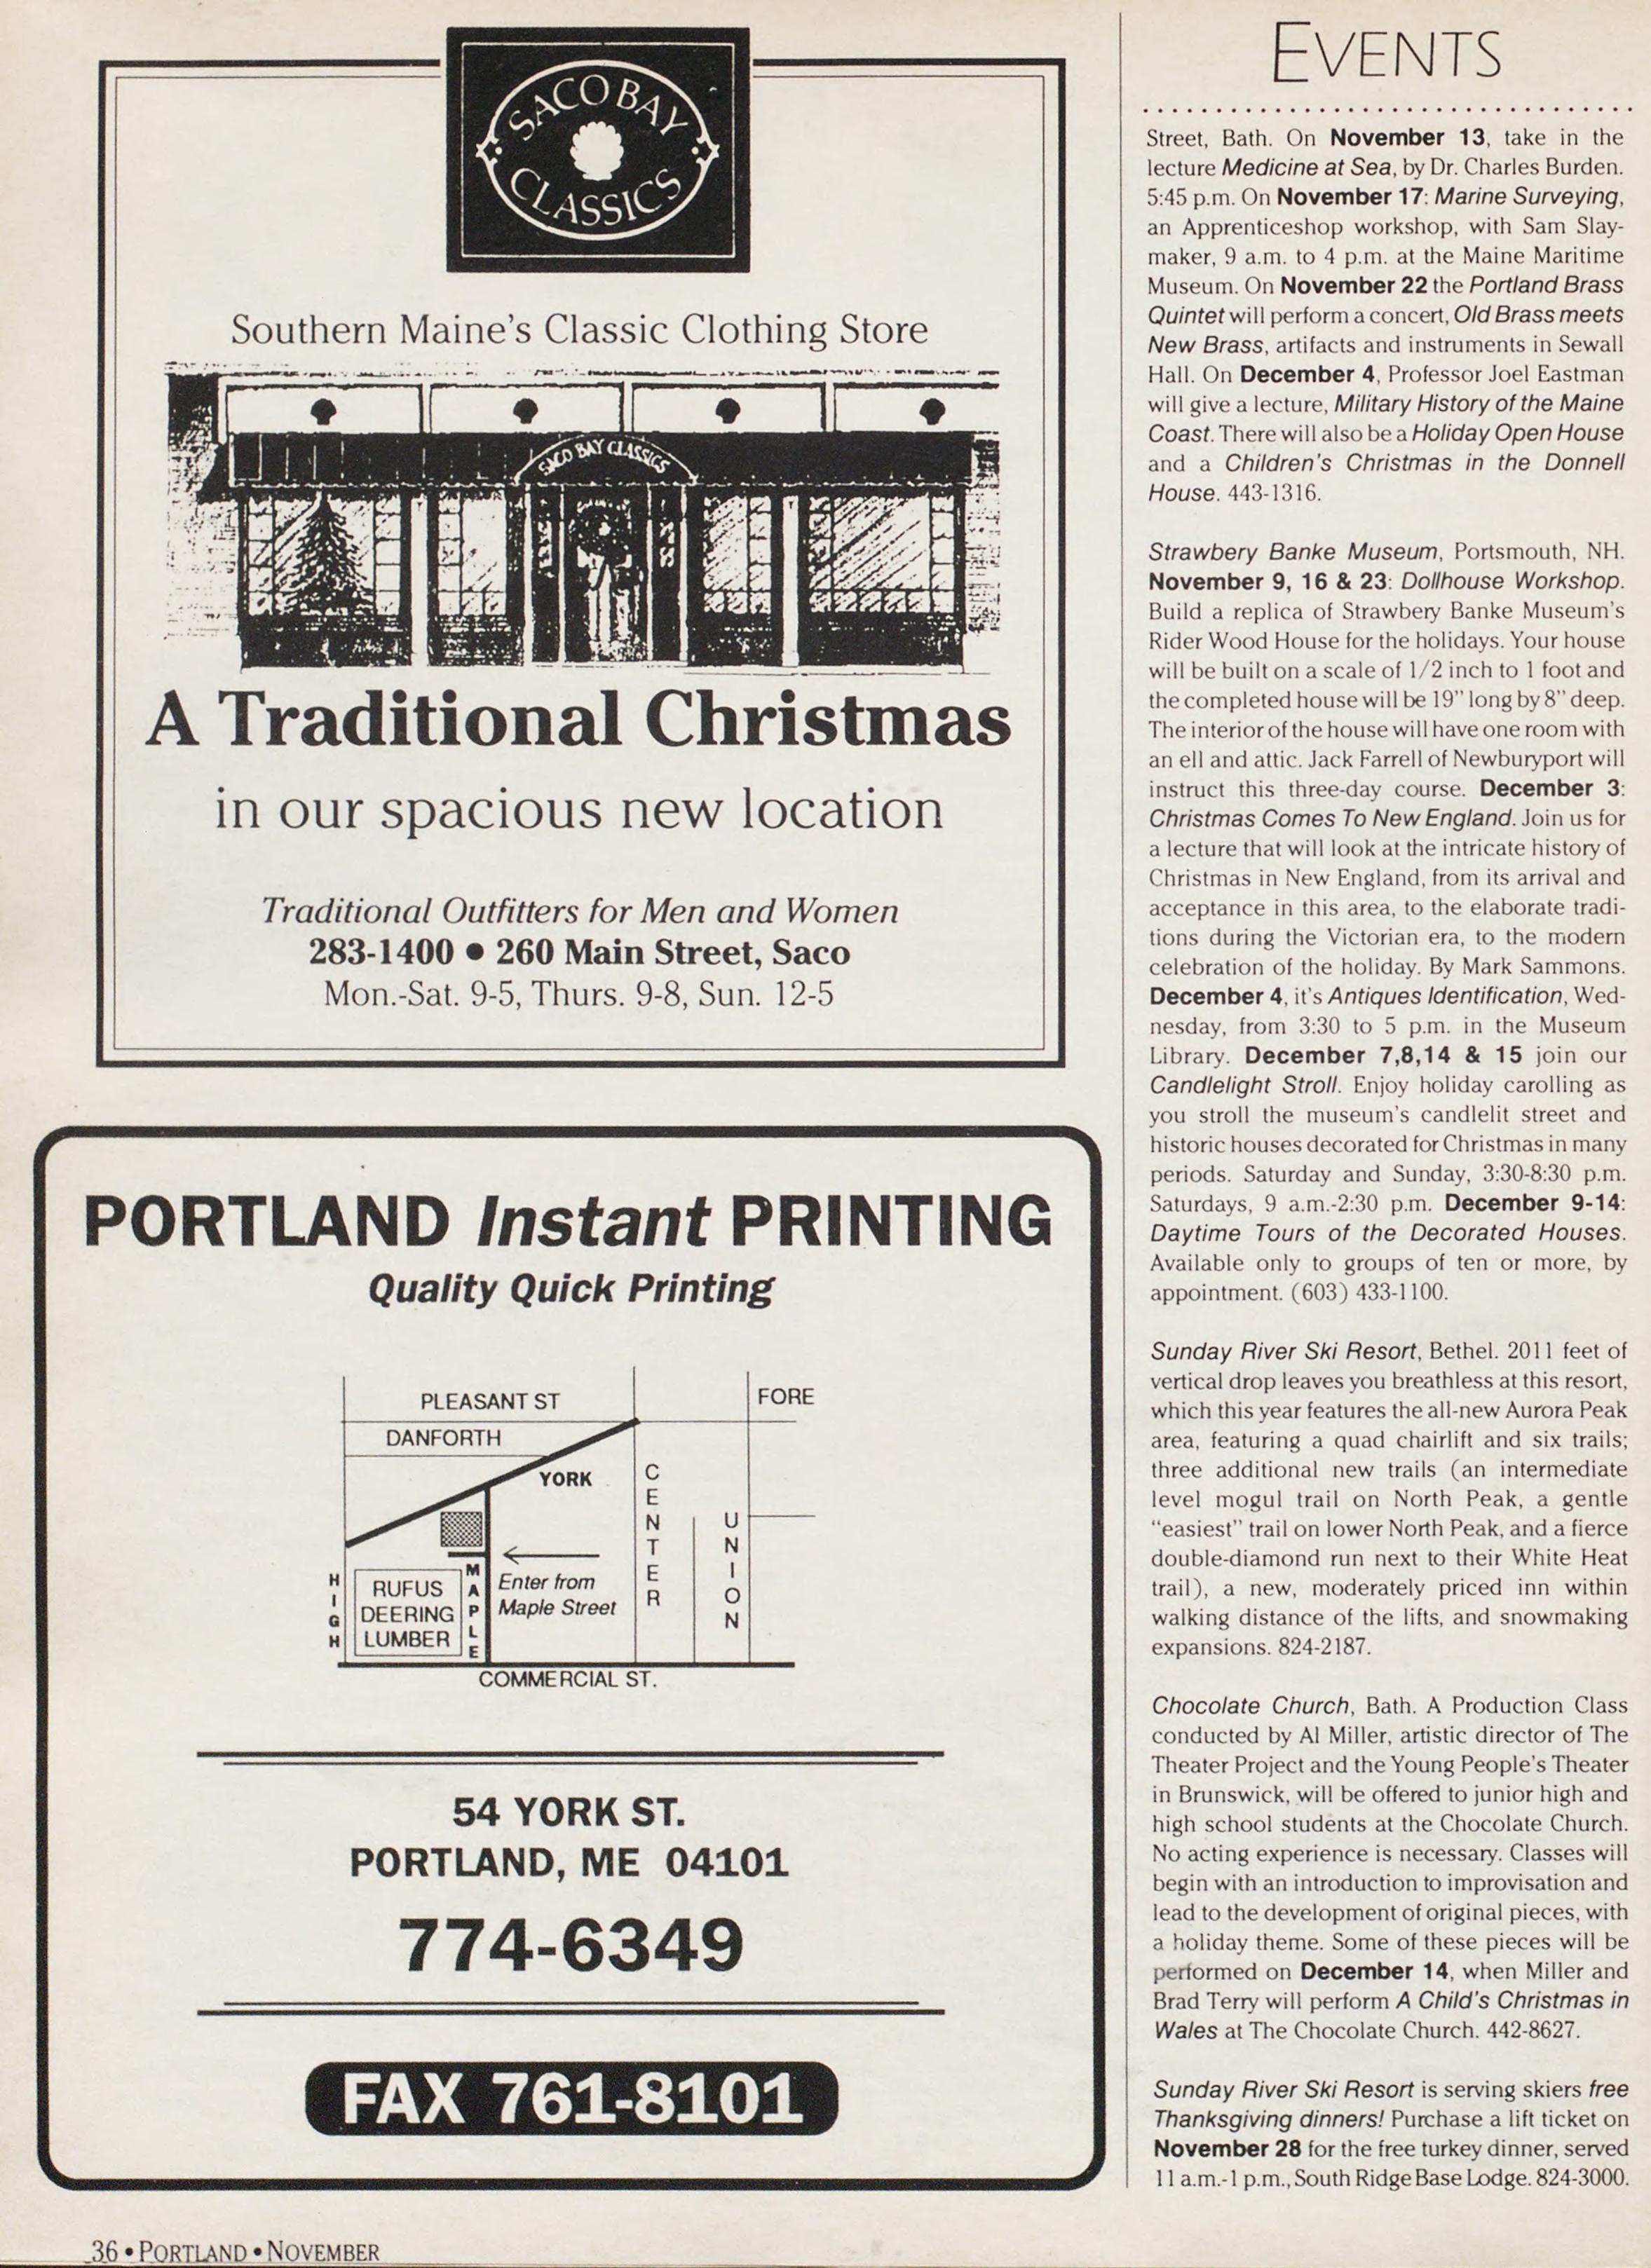 SACO BAY
CLASSICS
Southern Maine's Classic Clothing Store
SACO BAY CLASSICS
A Traditional Christmas
in our spacious new location
Traditional Outfitters for Men and Women
283-1400 • 260 Main Street, Saco
Mon.-Sat. 9-5, Thurs. 9-8, Sun. 12-5
PORTLAND Instant PRINTING
Quality Quick Printing
PLEASANT ST
FORE
DANFORTH
YORK
CENTER
UNION
HIGH
RUFUS
DEERING
LUMBER
MAPLE
Enter from
Maple Street
COMMERCIAL ST.
54 YORK ST.
PORTLAND, ME 04101
774-6349
FAX 761-8101
EVENTS
Street, Bath. On November 13, take in the
lecture Medicine at Sea, by Dr. Charles Burden.
5:45 p.m. On November 17: Marine Surveying,
an Apprenticeshop workshop, with Sam Slay-
maker, 9 a.m. to 4 p.m. at the Maine Maritime
Museum. On November 22 the Portland Brass
Quintet will perform a concert, Old Brass meets
New Brass, artifacts and instruments in Sewall
Hall. On December 4, Professor Joel Eastman
will give a lecture, Military History of the Maine
Coast. There will also be a Holiday Open House
and a Children's Christmas in the Donnell
House. 443-1316.
Strawbery Banke Museum, Portsmouth, NH.
November 9, 16 & 23: Dollhouse Workshop.
Build a replica of Strawbery Banke Museum's
Rider Wood House for the holidays. Your house
will be built on a scale of 1/2 inch to 1 foot and
the completed house will be 19" long by 8" deep.
The interior of the house will have one room with
an ell and attic. Jack Farrell of Newburyport will
instruct this three-day course. December 3:
Christmas Comes To New England. Join us for
a lecture that will look at the intricate history of
Christmas in New England, from its arrival and
acceptance in this area, to the elaborate tradi-
tions during the Victorian era, to the modern
celebration of the holiday. By Mark Sammons.
December 4, it's Antiques Identification, Wed-
nesday, from 3:30 to 5 p.m. in the Museum
Library. December 7,8,14 & 15 join our
Candlelight Stroll. Enjoy holiday carolling as
you stroll the museum's candlelit street and
historic houses decorated for Christmas in many
periods. Saturday and Sunday, 3:30-8:30 p.m.
Saturdays, 9 a.m.-2:30 p.m. December 9-14:
Daytime Tours of the Decorated Houses.
Available only to groups of ten or more, by
appointment. (603) 433-1100.
Sunday River Ski Resort, Bethel. 2011 feet of
vertical drop leaves you breathless at this resort,
which this year features the all-new Aurora Peak
area, featuring a quad chairlift and six trails;
three additional new trails (an intermediate
level mogul trail on North Peak, a gentle
"easiest" trail on lower North Peak, and a fierce
double-diamond run next to their White Heat
trail), a new, moderately priced inn within
walking distance of the lifts, and snowmaking
expansions. 824-2187.
Chocolate Church, Bath. A Production Class
conducted by Al Miller, artistic director of The
Theater Project and the Young People's Theater
in Brunswick, will be offered to junior high and
high school students at the Chocolate Church.
No acting experience is necessary. Classes will
begin with an introduction to improvisation and
lead to the development of original pieces, with
a holiday theme. Some of these pieces will be
performed on December 14, when Miller and
Brad Terry will perform A Child's Christmas in
Wales at The Chocolate Church. 442-8627.
Sunday River Ski Resort is serving skiers free
Thanksgiving dinners! Purchase a lift ticket on
November 28 for the free turkey dinner, served
11 a.m.-1 p.m., South Ridge Base Lodge. 824-3000.
36 • PORTLAND • NOVEMBER